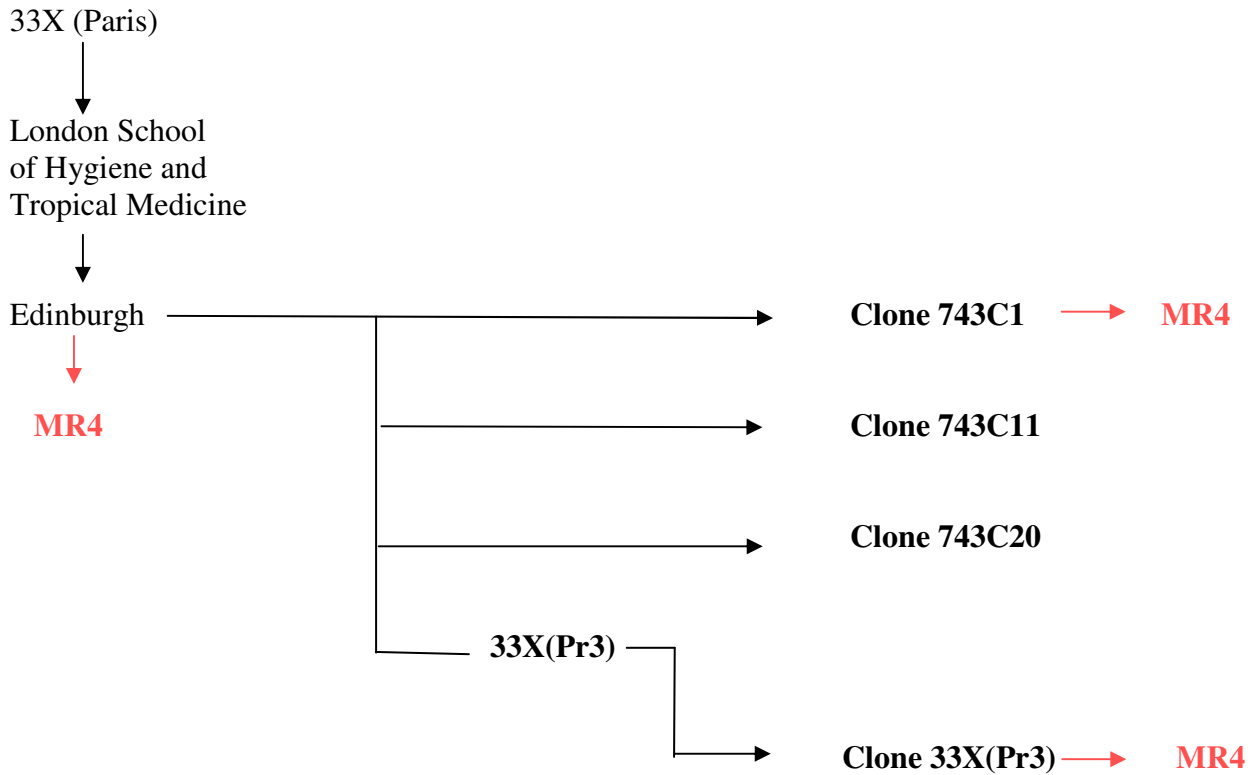 33X (Paris)
London School
of Hygiene and
Tropical Medicine
Edinburgh
Clone 743C1
MR4
MR4
Clone 743C11
Clone 743C20
33X(Pr3)
Clone 33X(Pr3)
MR4